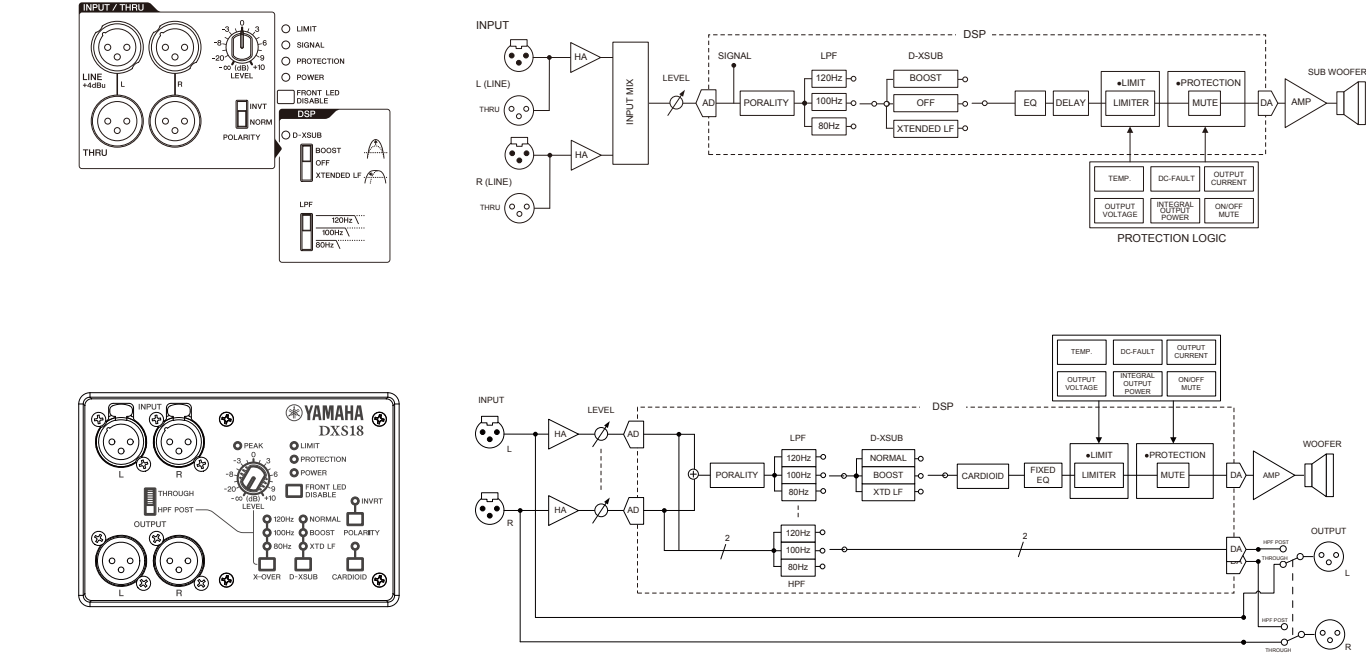 INPUT / THRU
-3 0 3
-8 6
-20 9
-∞ (dB) +10
LEVEL
LINE
+4dBu
L
R
THRU
INVT
NORM
POLARITY
LIMIT
SIGNAL
PROTECTION
POWER
FRONT LED
DISABLE
DSP
D-XSUB
BOOST
OFF
XTENDED LF
LPF
120Hz
100Hz
80Hz
INPUT
L (LINE)
THRU
R (LINE)
THRU
HA
HA
INPUT MIX
LEVEL
AD
DSP
SIGNAL
PORALITY
LPF
120Hz
100Hz
80Hz
D-XSUB
BOOST
OFF
XTENDED LF
EQ
DELAY
●LIMIT
LIMITER
●PROTECTION
MUTE
DA
AMP
SUB WOOFER
TEMP.
DC-FAULT
OUTPUT
CURRENT
OUTPUT
VOLTAGE
INTEGRAL
OUTPUT
POWER
ON/OFF
MUTE
PROTECTION LOGIC
INPUT
L
R
YAMAHA
DXS18
PEAK
-3 0 3
-8 6
-20 9
-∞ (dB) +10
LEVEL
LIMIT
PROTECTION
POWER
FRONT LED
DISABLE
THROUGH
HPF POST
OUTPUT
L
R
120Hz
100Hz
80Hz
X-OVER
NORMAL
BOOST
XTD LF
D-XSUB
INVRT
POLARITY
CARDIOID
INPUT
L
R
HA
HA
LEVEL
AD
AD
DSP
PORALITY
LPF
120Hz
100Hz
80Hz
D-XSUB
NORMAL
BOOST
XTD LF
CARDIOID
FIXED
EQ
TEMP.
DC-FAULT
OUTPUT
CURRENT
OUTPUT
VOLTAGE
INTEGRAL
OUTPUT
POWER
ON/OFF
MUTE
●LIMIT
LIMITER
●PROTECTION
MUTE
DA
AMP
WOOFER
2
120Hz
100Hz
80Hz
HPF
2
DA
DA
HPF POST
THROUGH
OUTPUT
L
HPF POST
THROUGH
R